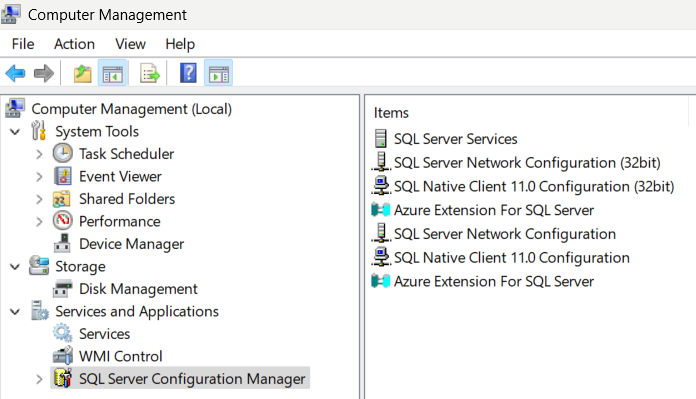 Computer Management
File Action View Help
Computer Management (Local)
System Tools
Task Scheduler
Event Viewer
Shared Folders
Performance
Device Manager
Storage
Disk Management
Services and Applications
Services
WMI Control
SQL Server Configuration Manager
Items
SQL Server Services
SQL Server Network Configuration (32bit)
SQL Native Client 11.0 Configuration (32bit)
Azure Extension For SQL Server
SQL Server Network Configuration
SQL Native Client 11.0 Configuration
Azure Extension For SQL Server